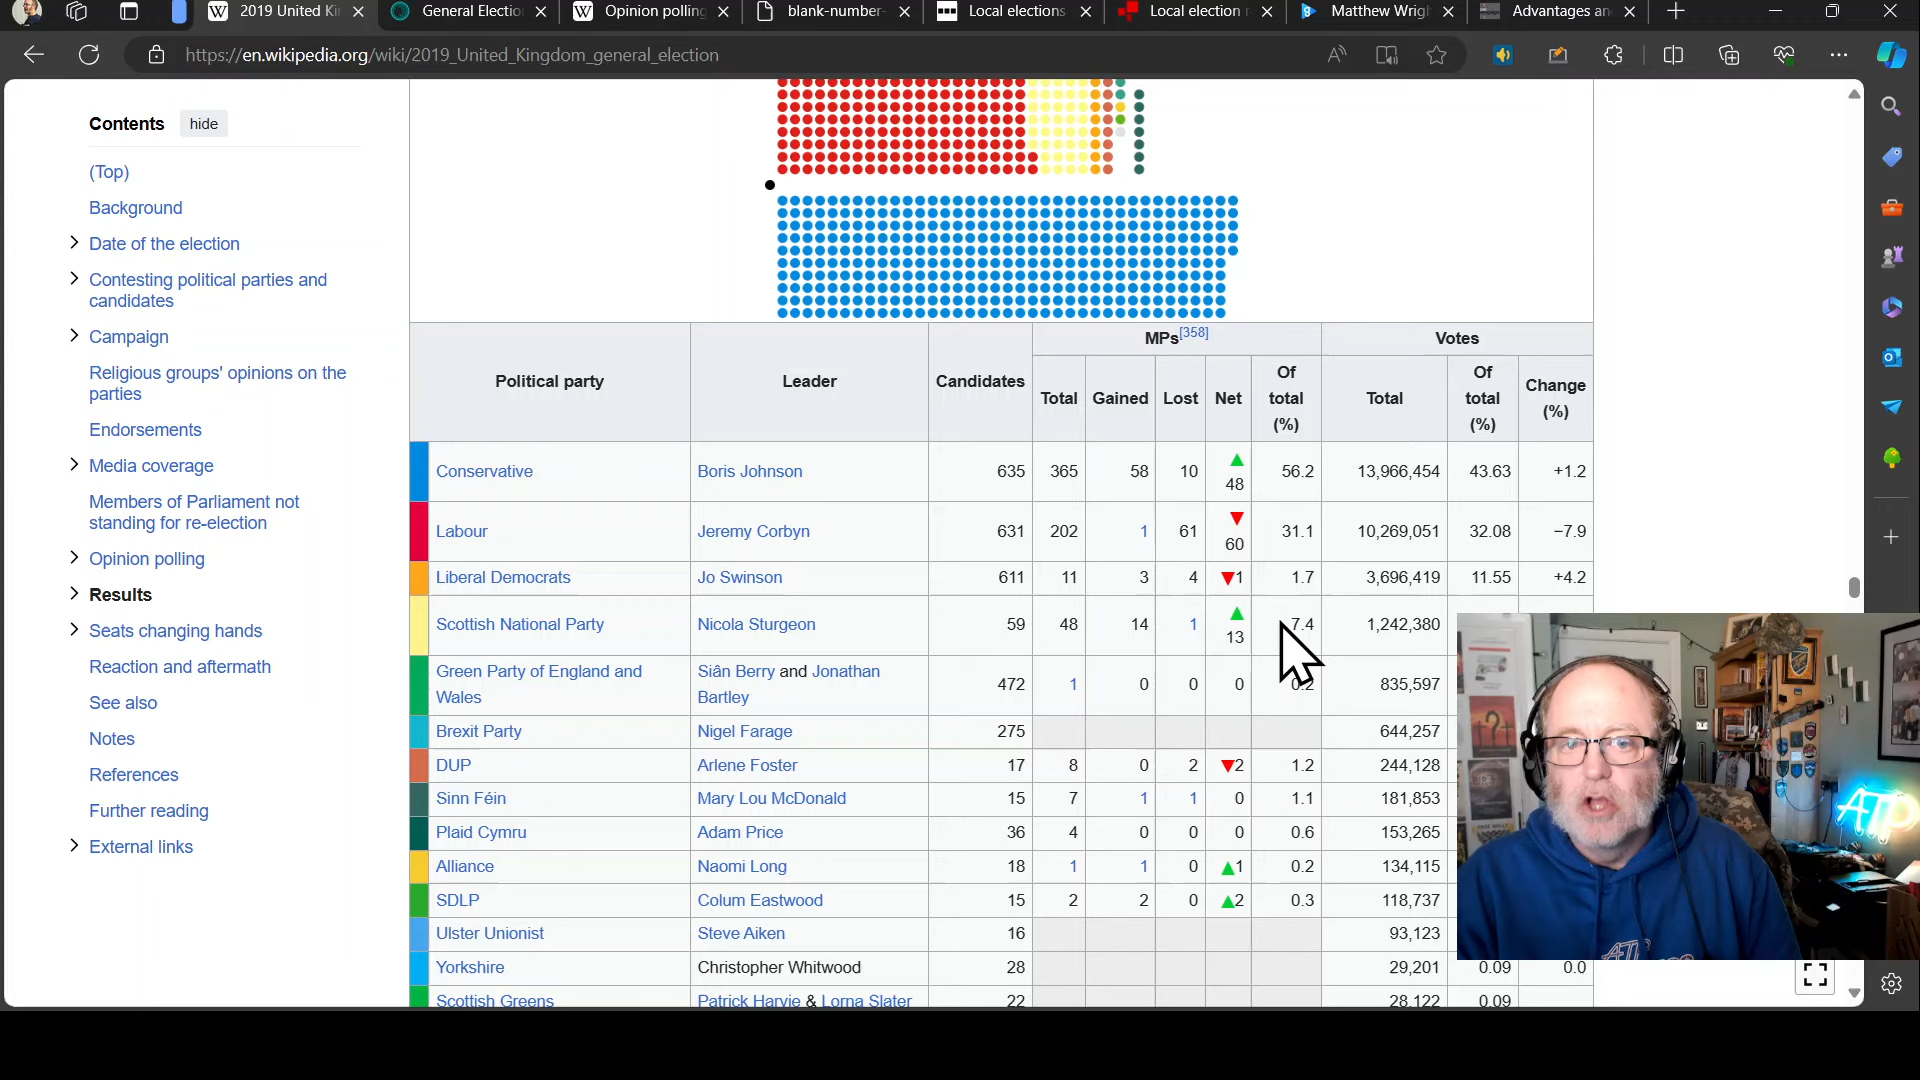 2019 United Ki
General Electio
Opinion polling
blank-number-
Local elections
Local election r
Matthew Wrig
Advantages an
https://en.wikipedia.org/wiki/2019_United_Kingdom_general_election
Contents hide
(Top)
Background
Date of the election
Contesting political parties and
candidates
Campaign
Religious groups' opinions on the
parties
Endorsements
Media coverage
Members of Parliament not
standing for re-election
Opinion polling
Results
Seats changing hands
Reaction and aftermath
See also
Notes
References
Further reading
External links
Political party Leader Candidates MPs[358] Votes
Total Gained Lost Net Of total (%) Total Of total (%) Change (%)
Conservative Boris Johnson 635 365 58 10 ▲ 48 56.2 13,966,454 43.63 +1.2
Labour Jeremy Corbyn 631 202 1 61 ▼ 60 31.1 10,269,051 32.08 −7.9
Liberal Democrats Jo Swinson 611 11 3 4 ▼1 1.7 3,696,419 11.55 +4.2
Scottish National Party Nicola Sturgeon 59 48 14 1 ▲ 13 7.4 1,242,380
Green Party of England and Wales Siân Berry and Jonathan Bartley 472 1 0 0 0 0.2 835,597
Brexit Party Nigel Farage 275 644,257
DUP Arlene Foster 17 8 0 2 ▼2 1.2 244,128
Sinn Féin Mary Lou McDonald 15 7 1 1 0 1.1 181,853
Plaid Cymru Adam Price 36 4 0 0 0 0.6 153,265
Alliance Naomi Long 18 1 1 0 ▲1 0.2 134,115
SDLP Colum Eastwood 15 2 2 0 ▲2 0.3 118,737
Ulster Unionist Steve Aiken 16 93,123
Yorkshire Christopher Whitwood 28 29,201 0.09 0.0
Scottish Greens Patrick Harvie & Lorna Slater 22 28,122 0.09
ATP